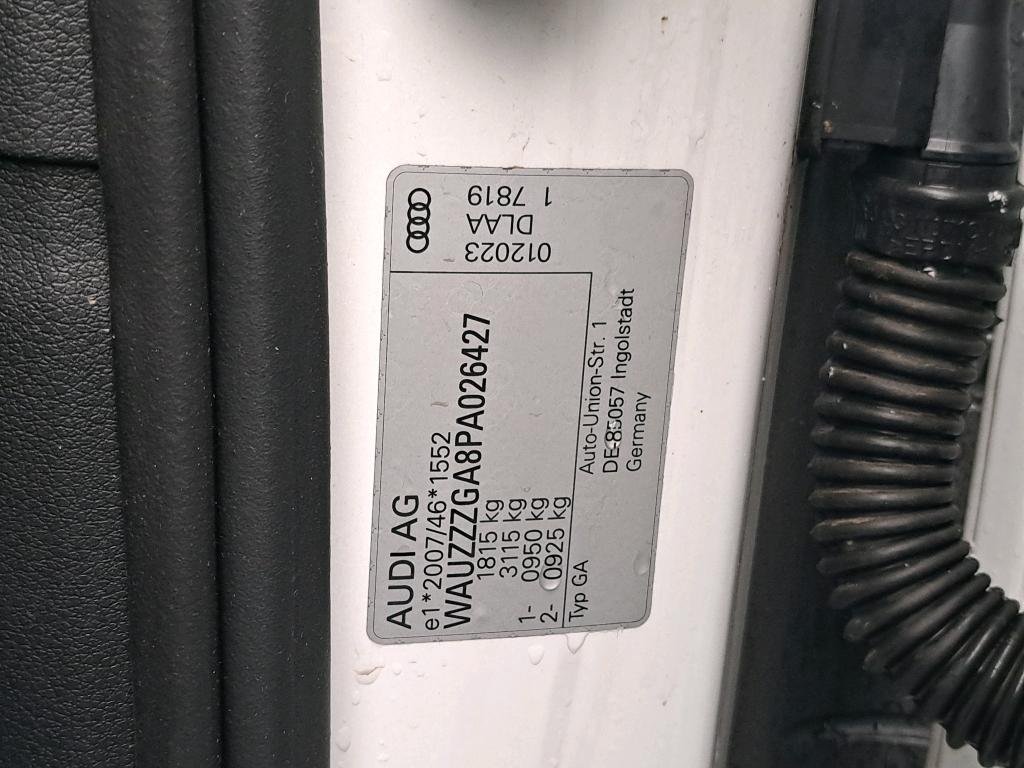 AUDI AG
e1*2007/46*1552
WAUZZZGA8PA026427
1815 kg
3115 kg
1- 0950 kg
2- 0925 kg
Typ GA
Auto-Union-Str. 1
DE-85057 Ingolstadt
Germany
012023
DLAA
1 7819